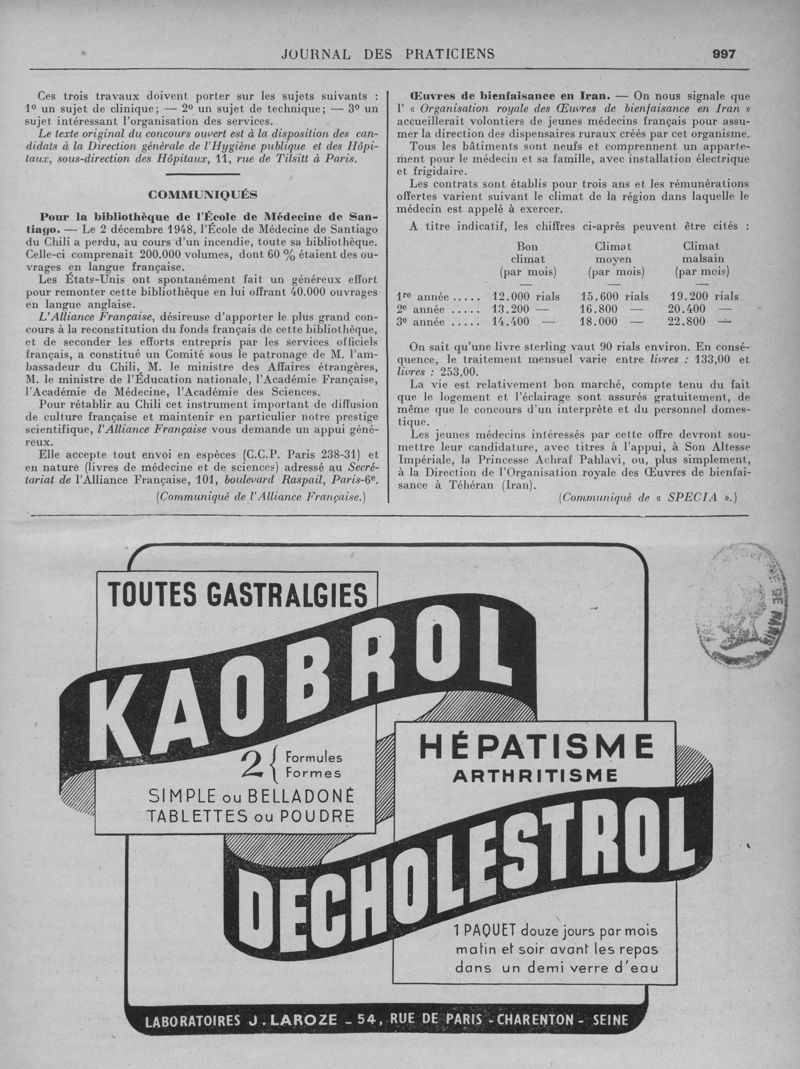 JOURNAL DES PRATICIENS 997
Ces trois travaux doivent porter sur les sujets suivants :
1º un sujet de clinique; — 2º un sujet de technique; — 3º un
sujet intéressant l'organisation des services.
Le texte original du concours ouvert est à la disposition des can-
didats à la Direction générale de l'Hygiène publique et des Hôpi-
taux, sous-direction des Hôpitaux, 11, rue de Tilsitt à Paris.
COMMUNIQUÉS
Pour la bibliothèque de l'École de Médecine de San-
tiago. — Le 2 décembre 1948, l'École de Médecine de Santiago
du Chili a perdu, au cours d'un incendie, toute sa bibliothèque.
Celle-ci comprenait 200.000 volumes, dont 60 % étaient des ou-
vrages en langue française.
Les États-Unis ont spontanément fait un généreux effort
pour remonter cette bibliothèque en lui offrant 40.000 ouvrages
en langue anglaise.
L'Alliance Française, désireuse d'apporter le plus grand con-
cours à la reconstitution du fonds français de cette bibliothèque,
et de seconder les efforts entrepris par les services officiels
français, a constitué un Comité sous le patronage de M. l'am-
bassadeur du Chili, M. le ministre des Affaires étrangères,
M. le ministre de l'Éducation nationale, l'Académie Française,
l'Académie de Médecine, l'Académie des Sciences.
Pour rétablir au Chili cet instrument important de diffusion
de culture française et maintenir en particulier notre prestige
scientifique, l'Alliance Française vous demande un appui géné-
reux.
Elle accepte tout envoi en espèces (C.C.P. Paris 238-31) et
en nature (livres de médecine et de sciences) adressé au Secré-
tariat de l'Alliance Française, 101, boulevard Raspail, Paris-6e.
(Communiqué de l'Alliance Française.)
Œuvres de bienfaisance en Iran. — On nous signale que
l' « Organisation royale des Œuvres de bienfaisance en Iran »
accueillerait volontiers de jeunes médecins français pour assu-
mer la direction des dispensaires ruraux créés par cet organisme.
Tous les bâtiments sont neufs et comprennent un apparte-
ment pour le médecin et sa famille, avec installation électrique
et frigidaire.
Les contrats sont établis pour trois ans et les rémunérations
offertes varient suivant le climat de la région dans laquelle le
médecin est appelé à exercer.
A titre indicatif, les chiffres ci-après peuvent être cités :
Bon Climat Climat
climat moyen malsain
(par mois) (par mois) (par mois)
— — —
1re année ..... 12.000 rials 15.600 rials 19.200 rials
2e année ..... 13.200 — 16.800 — 20.400 —
3e année ..... 14.400 — 18.000 — 22.800 —
On sait qu'une livre sterling vaut 90 rials environ. En consé-
quence, le traitement mensuel varie entre livres : 133,00 et
livres : 253,00.
La vie est relativement bon marché, compte tenu du fait
que le logement et l'éclairage sont assurés gratuitement, de
même que le concours d'un interprète et du personnel domes-
tique.
Les jeunes médecins intéressés par cette offre devront sou-
mettre leur candidature, avec titres à l'appui, à Son Altesse
Impériale, la Princesse Achraf Pahlavi, ou, plus simplement,
à la Direction de l'Organisation royale des Œuvres de bienfai-
sance à Téhéran (Iran).
(Communiqué de « SPECIA ».)
TOUTES GASTRALGIES
KAOBROL
2 { Formules
Formes
SIMPLE ou BELLADONÉ
TABLETTES ou POUDRE
HÉPATISME
ARTHRITISME
DECHOLESTROL
1 PAQUET douze jours par mois
matin et soir avant les repas
dans un demi verre d'eau
LABORATOIRES J. LAROZE - 54, RUE DE PARIS - CHARENTON - SEINE
DE PARIS